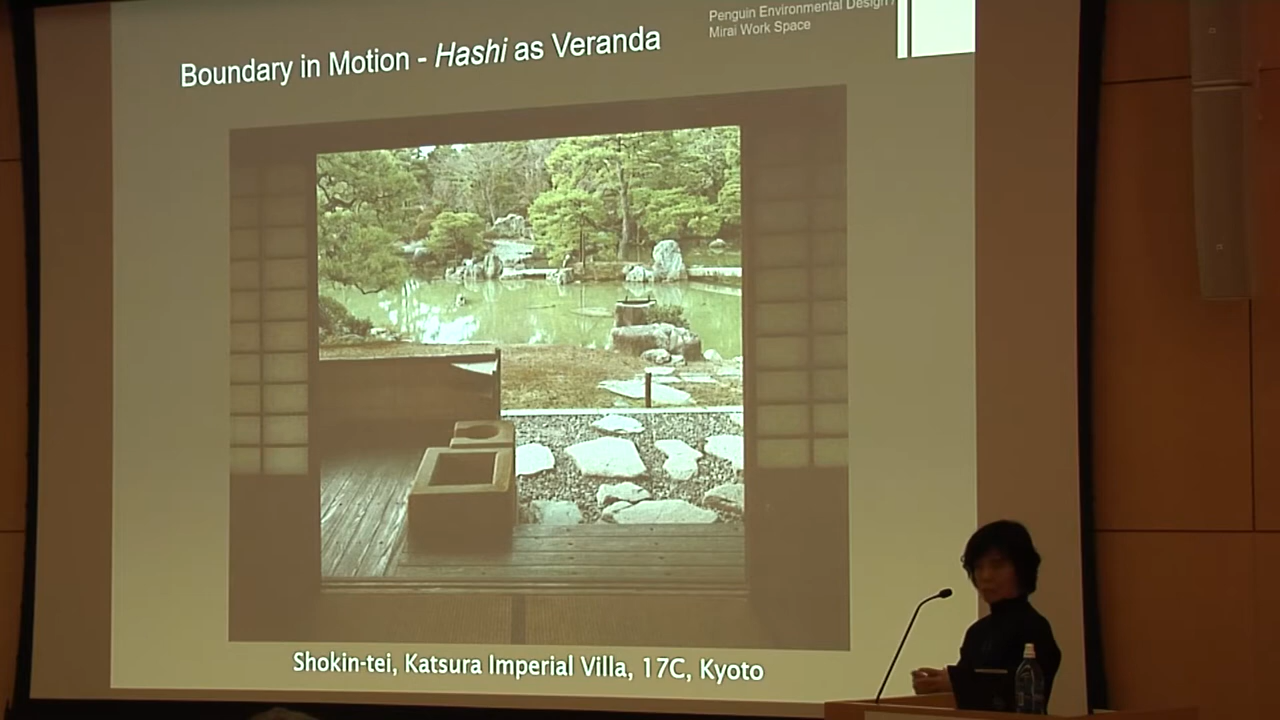 Penguin Environmental Design /
Mirai Work Space
Boundary in Motion - Hashi as Veranda
Shokin-tei, Katsura Imperial Villa, 17C, Kyoto